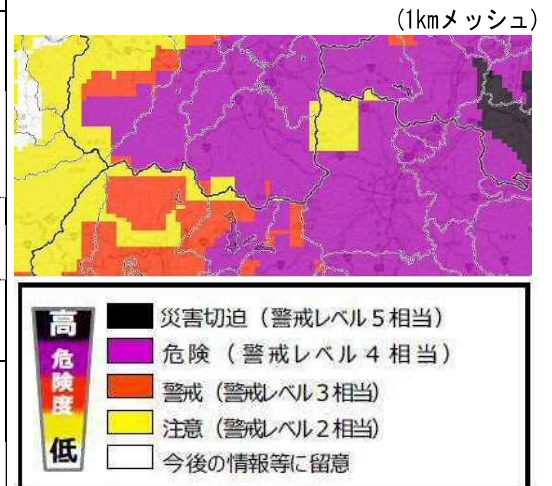 (1kmメッシュ)
高
危険度
低
災害切迫(警戒レベル5相当)
危険(警戒レベル4相当)
警戒(警戒レベル3相当)
注意(警戒レベル2相当)
今後の情報等に留意